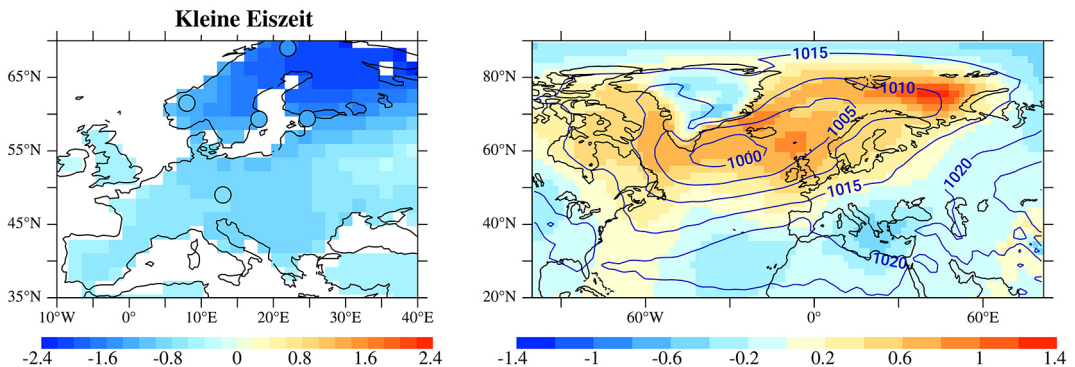 Kleine Eiszeit
65°N
55°N
45°N
35°N
10°W 0° 10°E 20°E 30°E 40°E
-2.4 -1.6 -0.8 0 0.8 1.6 2.4
80°N
60°N
40°N
20°N
60°W 0° 60°E
1015
1010
1005
1000
1015
1020
1020
-1.4 -1 -0.6 -0.2 0.2 0.6 1 1.4